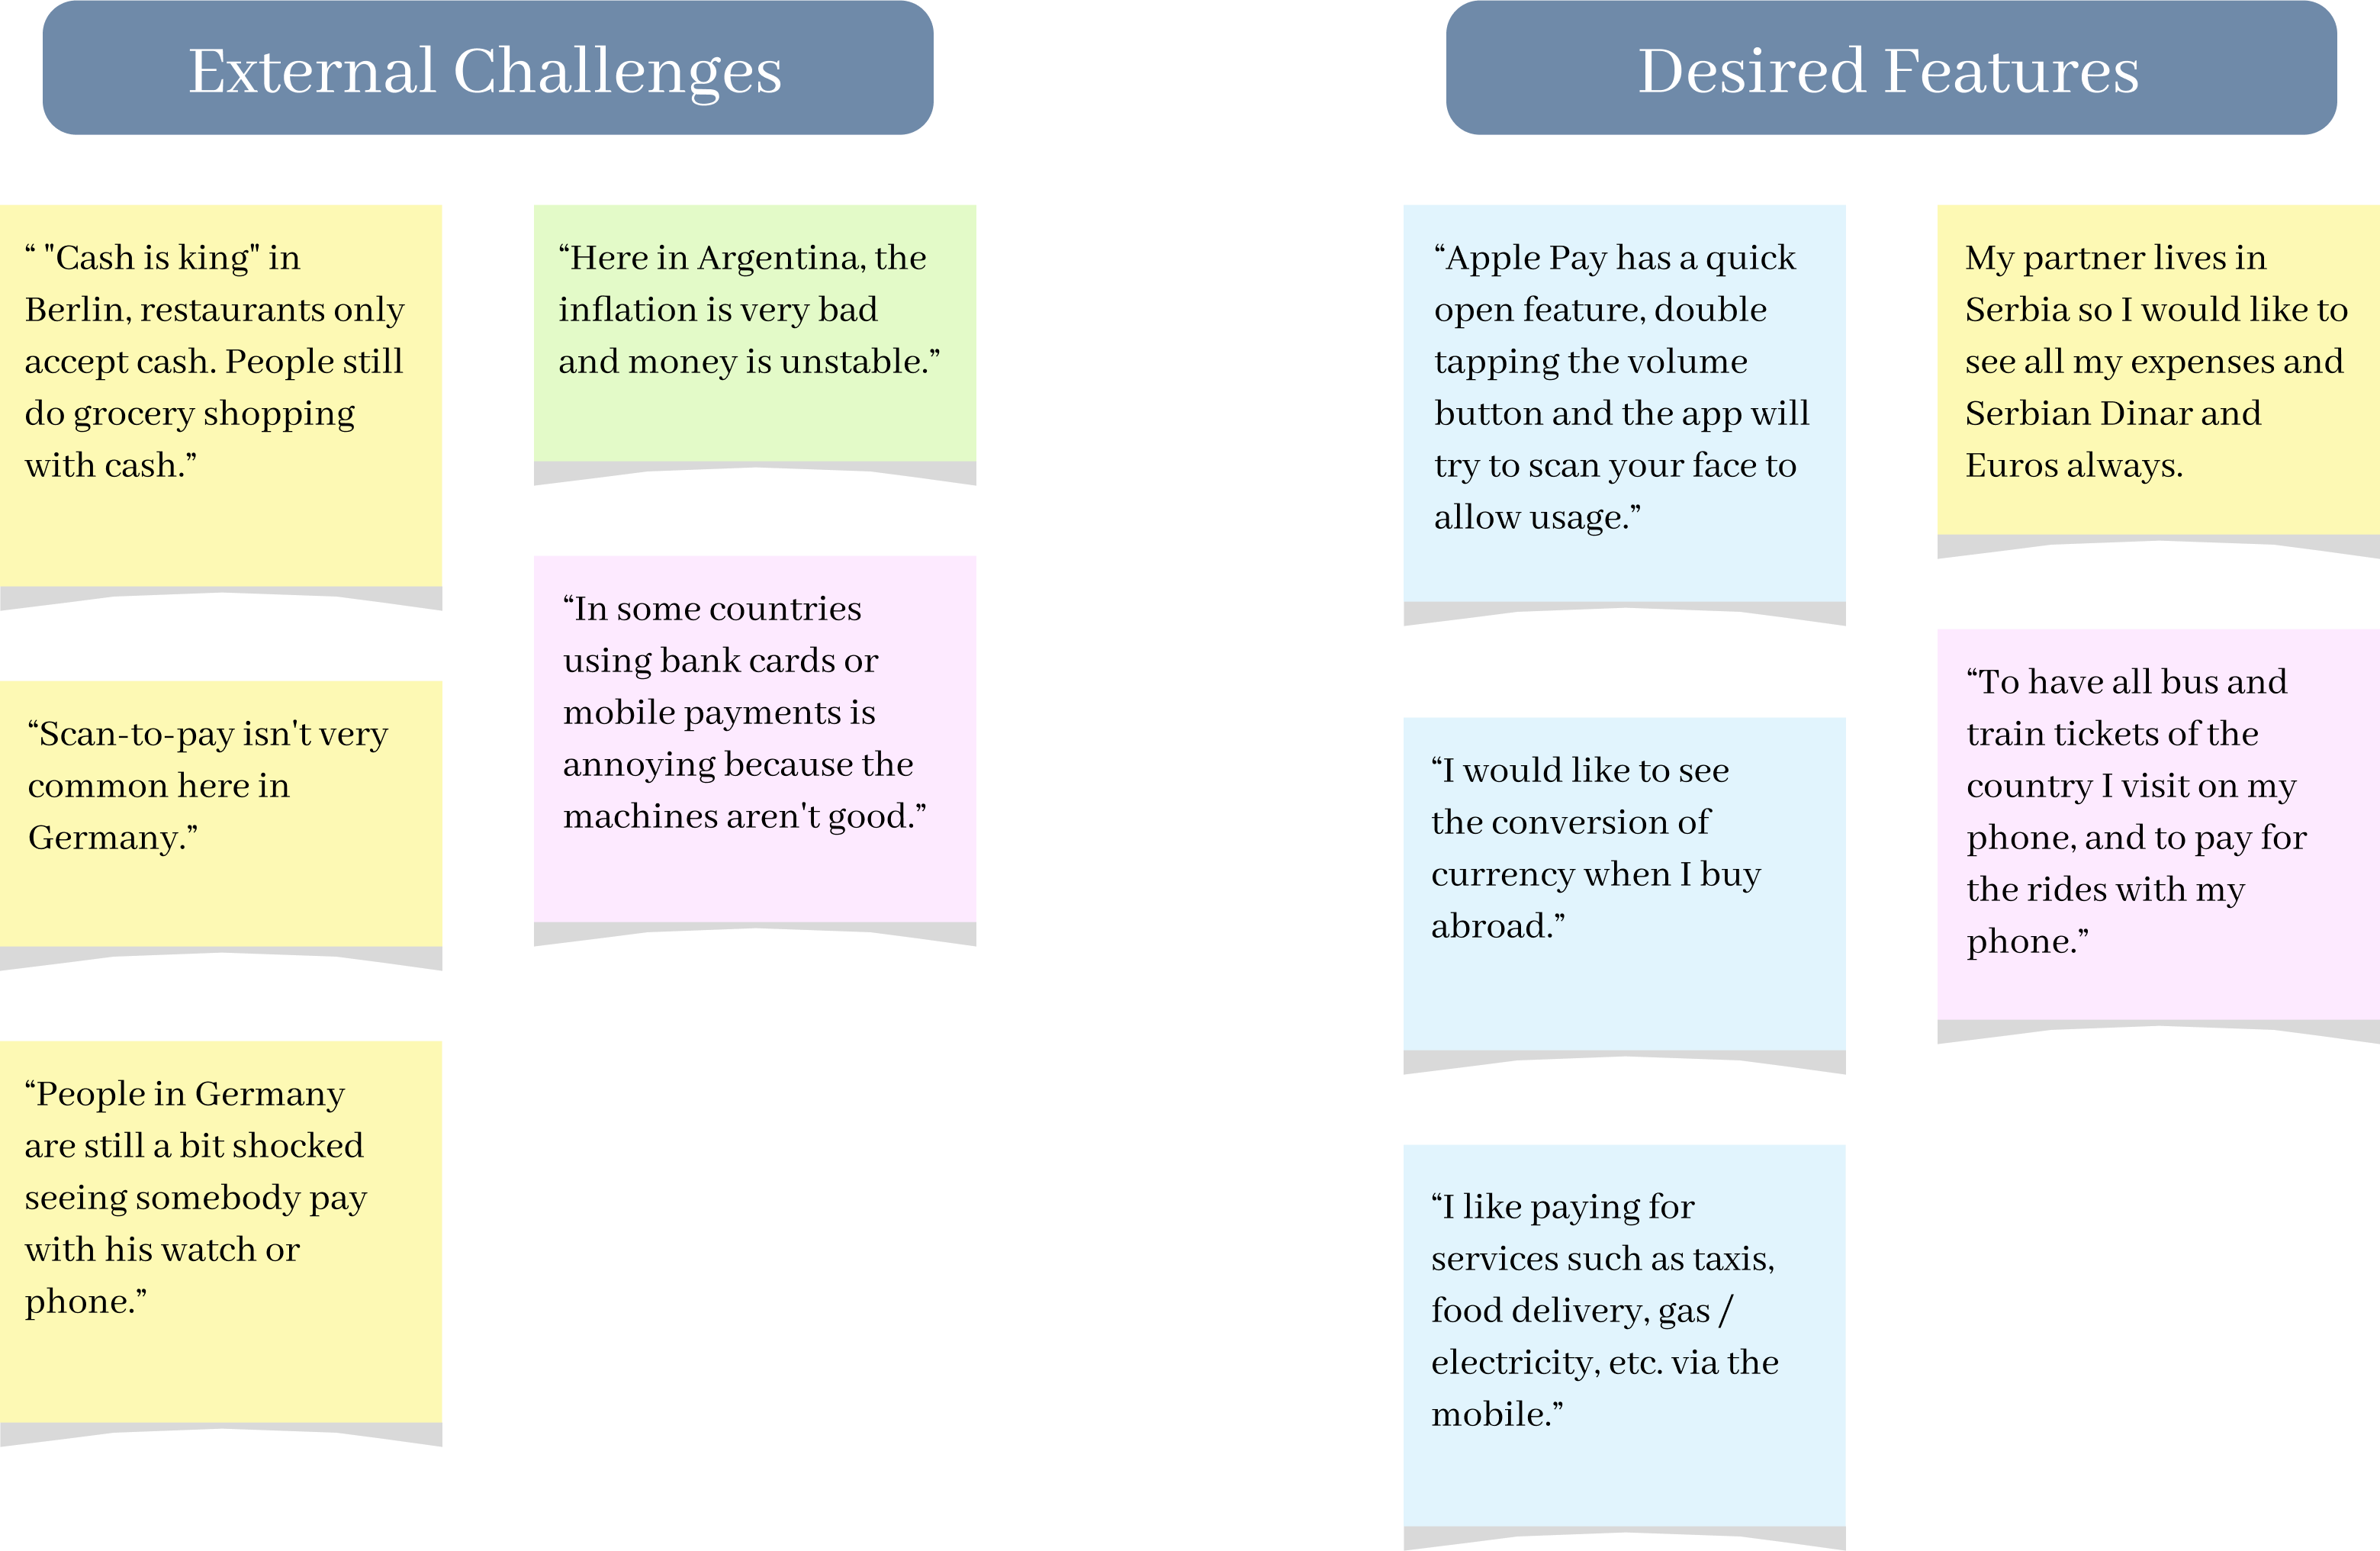 External Challenges
“ "Cash is king" in
Berlin, restaurants only
accept cash. People still
do grocery shopping
with cash.”
“Scan-to-pay isn't very
common here in
Germany.”
“People in Germany
are still a bit shocked
seeing somebody pay
with his watch or
phone.”
“Here in Argentina, the
inflation is very bad
and money is unstable.”
“In some countries
using bank cards or
mobile payments is
annoying because the
machines aren't good.”
Desired Features
“Apple Pay has a quick
open feature, double
tapping the volume
button and the app will
try to scan your face to
allow usage.”
“I would like to see
the conversion of
currency when I buy
abroad.”
“I like paying for
services such as taxis,
food delivery, gas /
electricity, etc. via the
mobile.”
My partner lives in
Serbia so I would like to
see all my expenses and
Serbian Dinar and
Euros always.
“To have all bus and
train tickets of the
country I visit on my
phone, and to pay for
the rides with my
phone.”